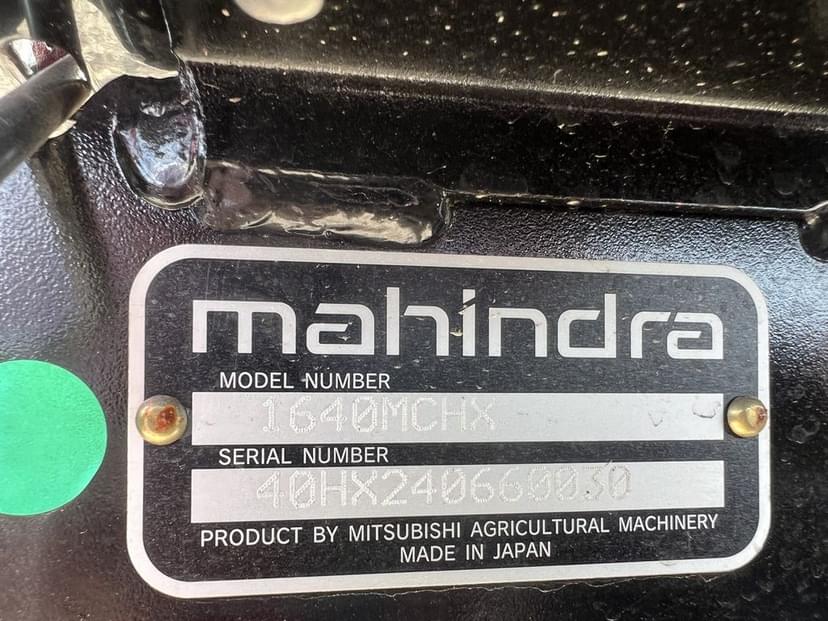 mahindra
MODEL NUMBER
1640MCHX
SERIAL NUMBER
40HX240660030
PRODUCT BY MITSUBISHI AGRICULTURAL MACHINERY
MADE IN JAPAN